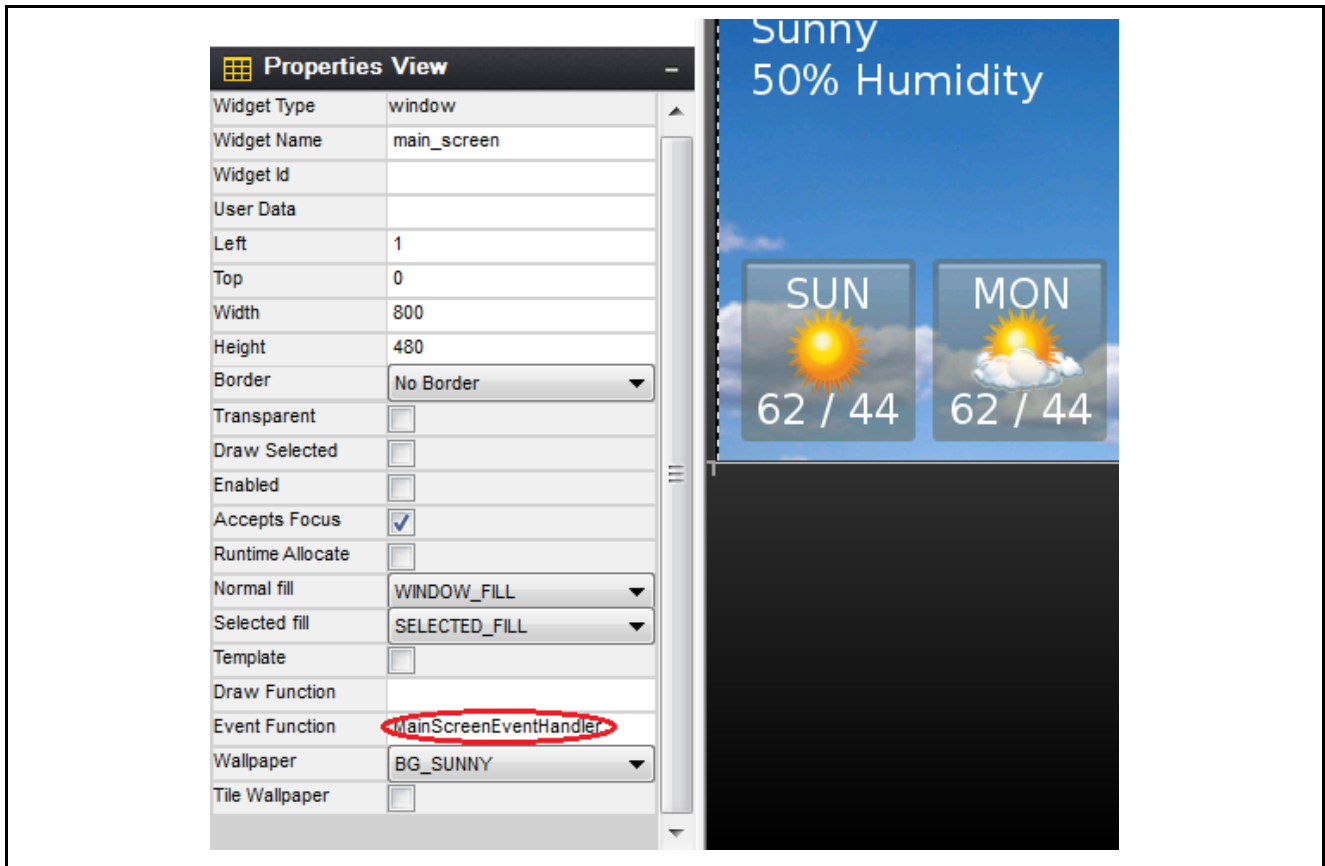 Properties View
Widget Type window
Widget Name main_screen
Widget Id
User Data
Left 1
Top 0
Width 800
Height 480
Border No Border
Transparent
Draw Selected
Enabled
Accepts Focus
Runtime Allocate
Normal fill WINDOW_FILL
Selected fill SELECTED_FILL
Template
Draw Function
Event Function MainScreenEventHandler
Wallpaper BG_SUNNY
Tile Wallpaper
Sunny
50% Humidity
SUN MON
62 / 44 62 / 44